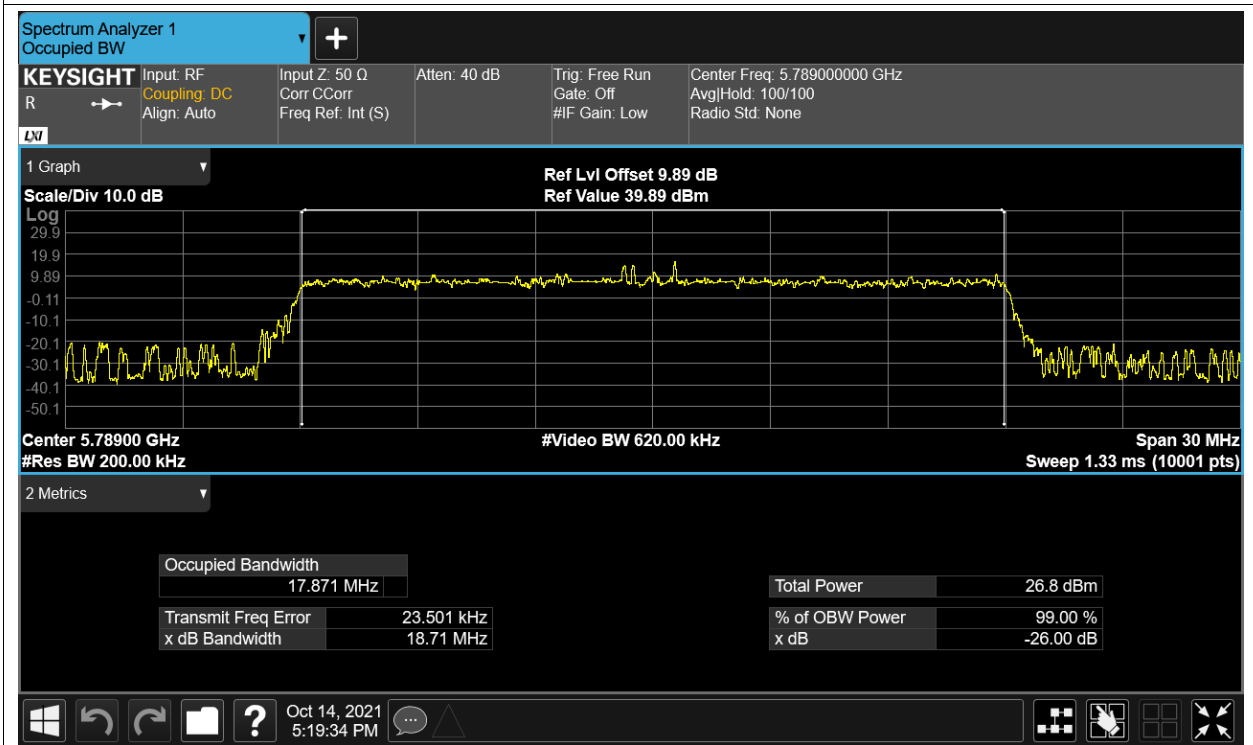 Spectrum Analyzer 1
Occupied BW
KEYSIGHT
R
LXI
Input: RF
Coupling: DC
Align: Auto
Input Z: 50 Ω
Corr CCorr
Freq Ref: Int (S)
Atten: 40 dB
Trig: Free Run
Gate: Off
#IF Gain: Low
Center Freq: 5.789000000 GHz
Avg|Hold: 100/100
Radio Std: None
1 Graph
Scale/Div 10.0 dB
Ref Lvl Offset 9.89 dB
Ref Value 39.89 dBm
Log
29.9
19.9
9.89
-0.11
-10.1
-20.1
-30.1
-40.1
-50.1
Center 5.78900 GHz
#Video BW 620.00 kHz
Span 30 MHz
#Res BW 200.00 kHz
Sweep 1.33 ms (10001 pts)
2 Metrics
Occupied Bandwidth
17.871 MHz
Total Power 26.8 dBm
Transmit Freq Error 23.501 kHz
% of OBW Power 99.00 %
x dB Bandwidth 18.71 MHz
x dB -26.00 dB
?
Oct 14, 2021
5:19:34 PM